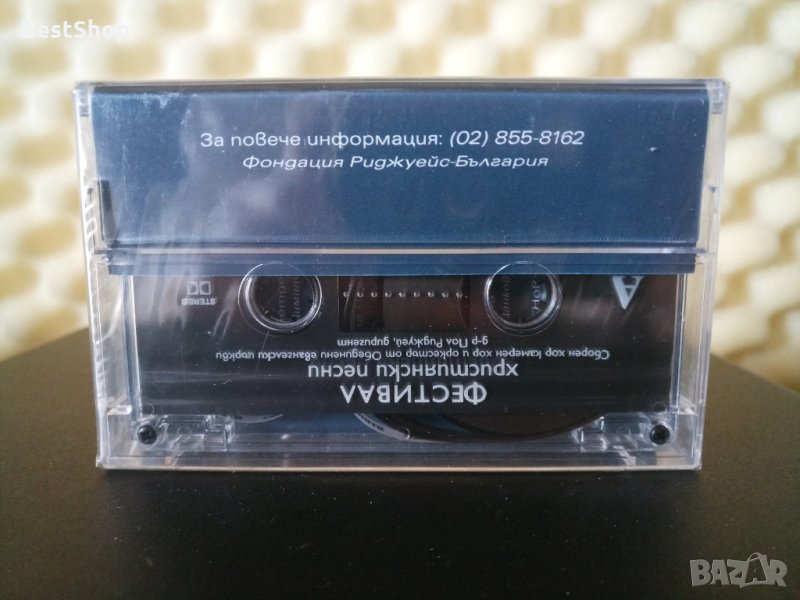 BestShop
За повече информация: (02) 855-8162
Фондация Риджуейс-България
ФЕСТИВАЛ
християнски песни
Сборен хор камерен хор и оркестър от Обединени евангелски църкви
д-р Пол Риджуей, диригент
A
STEREO
BAZAR